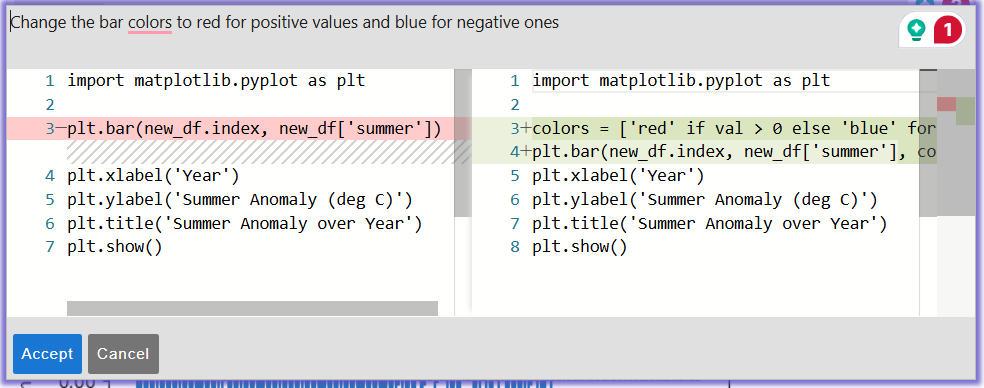 Change the bar colors to red for positive values and blue for negative ones
1
1 import matplotlib.pyplot as plt
2
3-plt.bar(new_df.index, new_df['summer'])
4 plt.xlabel('Year')
5 plt.ylabel('Summer Anomaly (deg C)')
6 plt.title('Summer Anomaly over Year')
7 plt.show()
1 import matplotlib.pyplot as plt
2
3+colors = ['red' if val > 0 else 'blue' for
4+plt.bar(new_df.index, new_df['summer'], co
5 plt.xlabel('Year')
6 plt.ylabel('Summer Anomaly (deg C)')
7 plt.title('Summer Anomaly over Year')
8 plt.show()
Accept Cancel